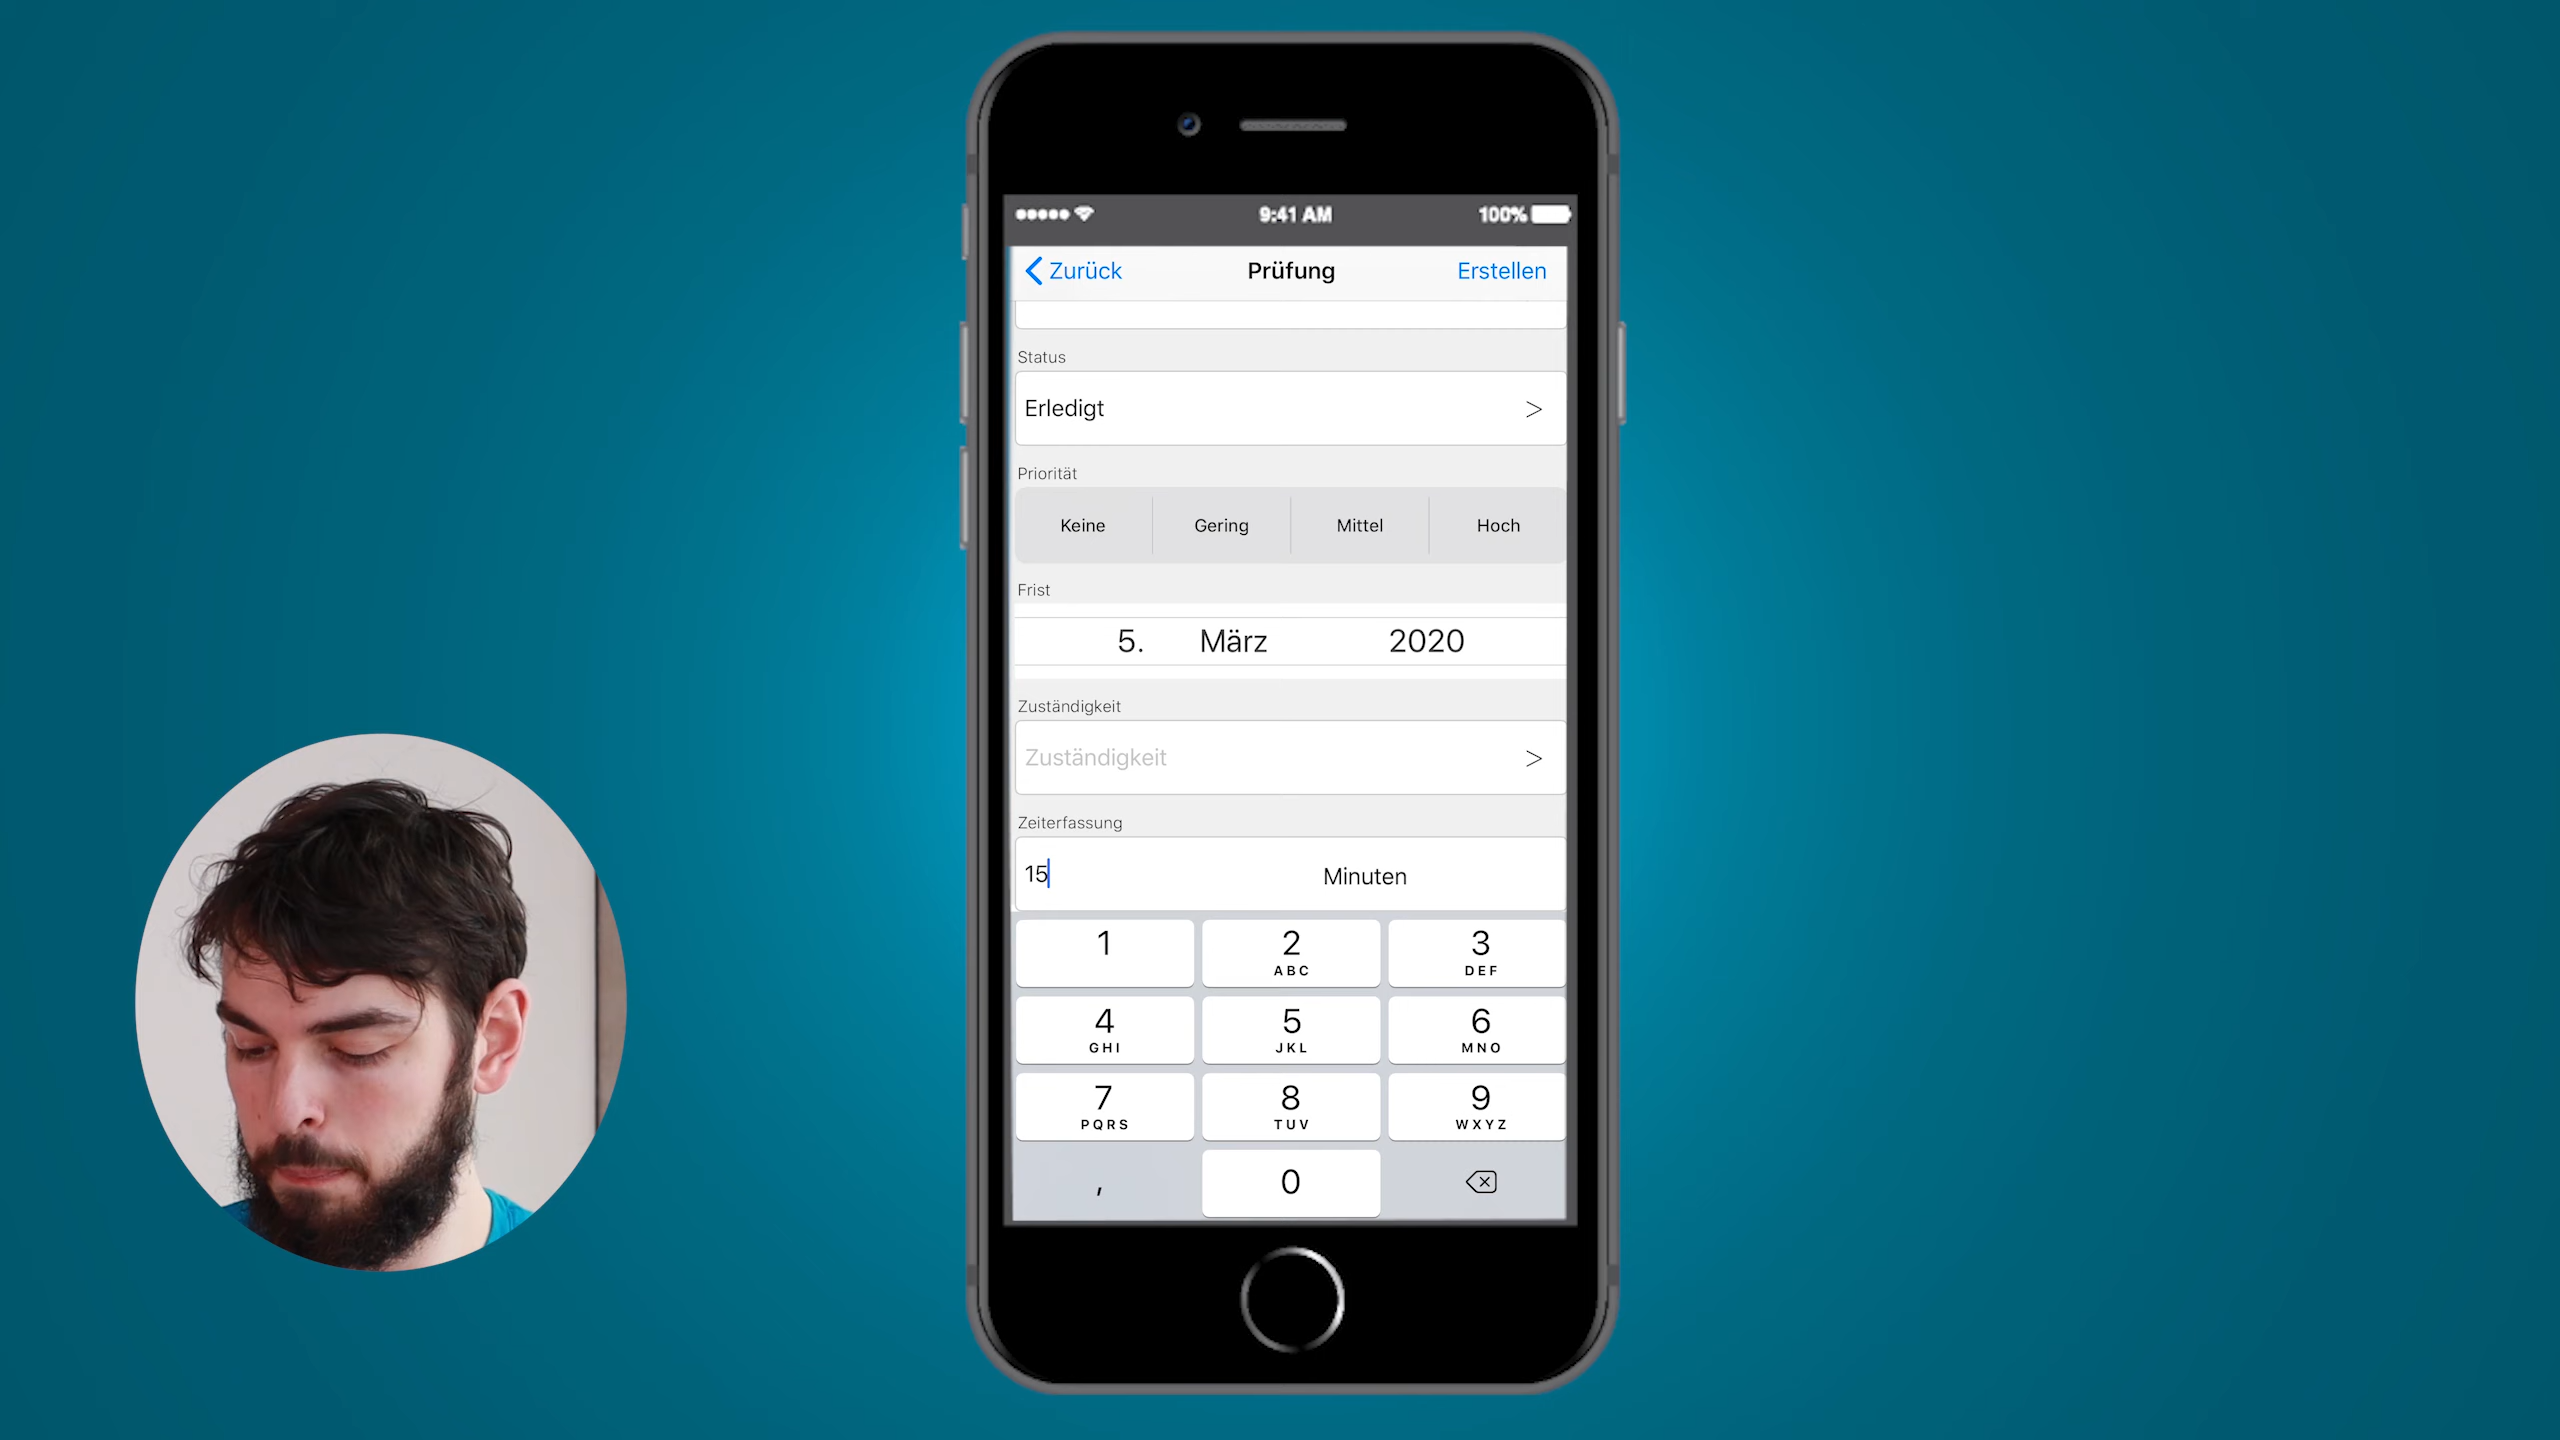 9:41 AM 100%
Zurück Prüfung Erstellen
Status
Erledigt >
Priorität
Keine Gering Mittel Hoch
Frist
5. März 2020
Zuständigkeit
Zuständigkeit >
Zeiterfassung
15 Minuten
1 2 3
ABC DEF
4 5 6
GHI JKL MNO
7 8 9
PQRS TUV WXYZ
, 0